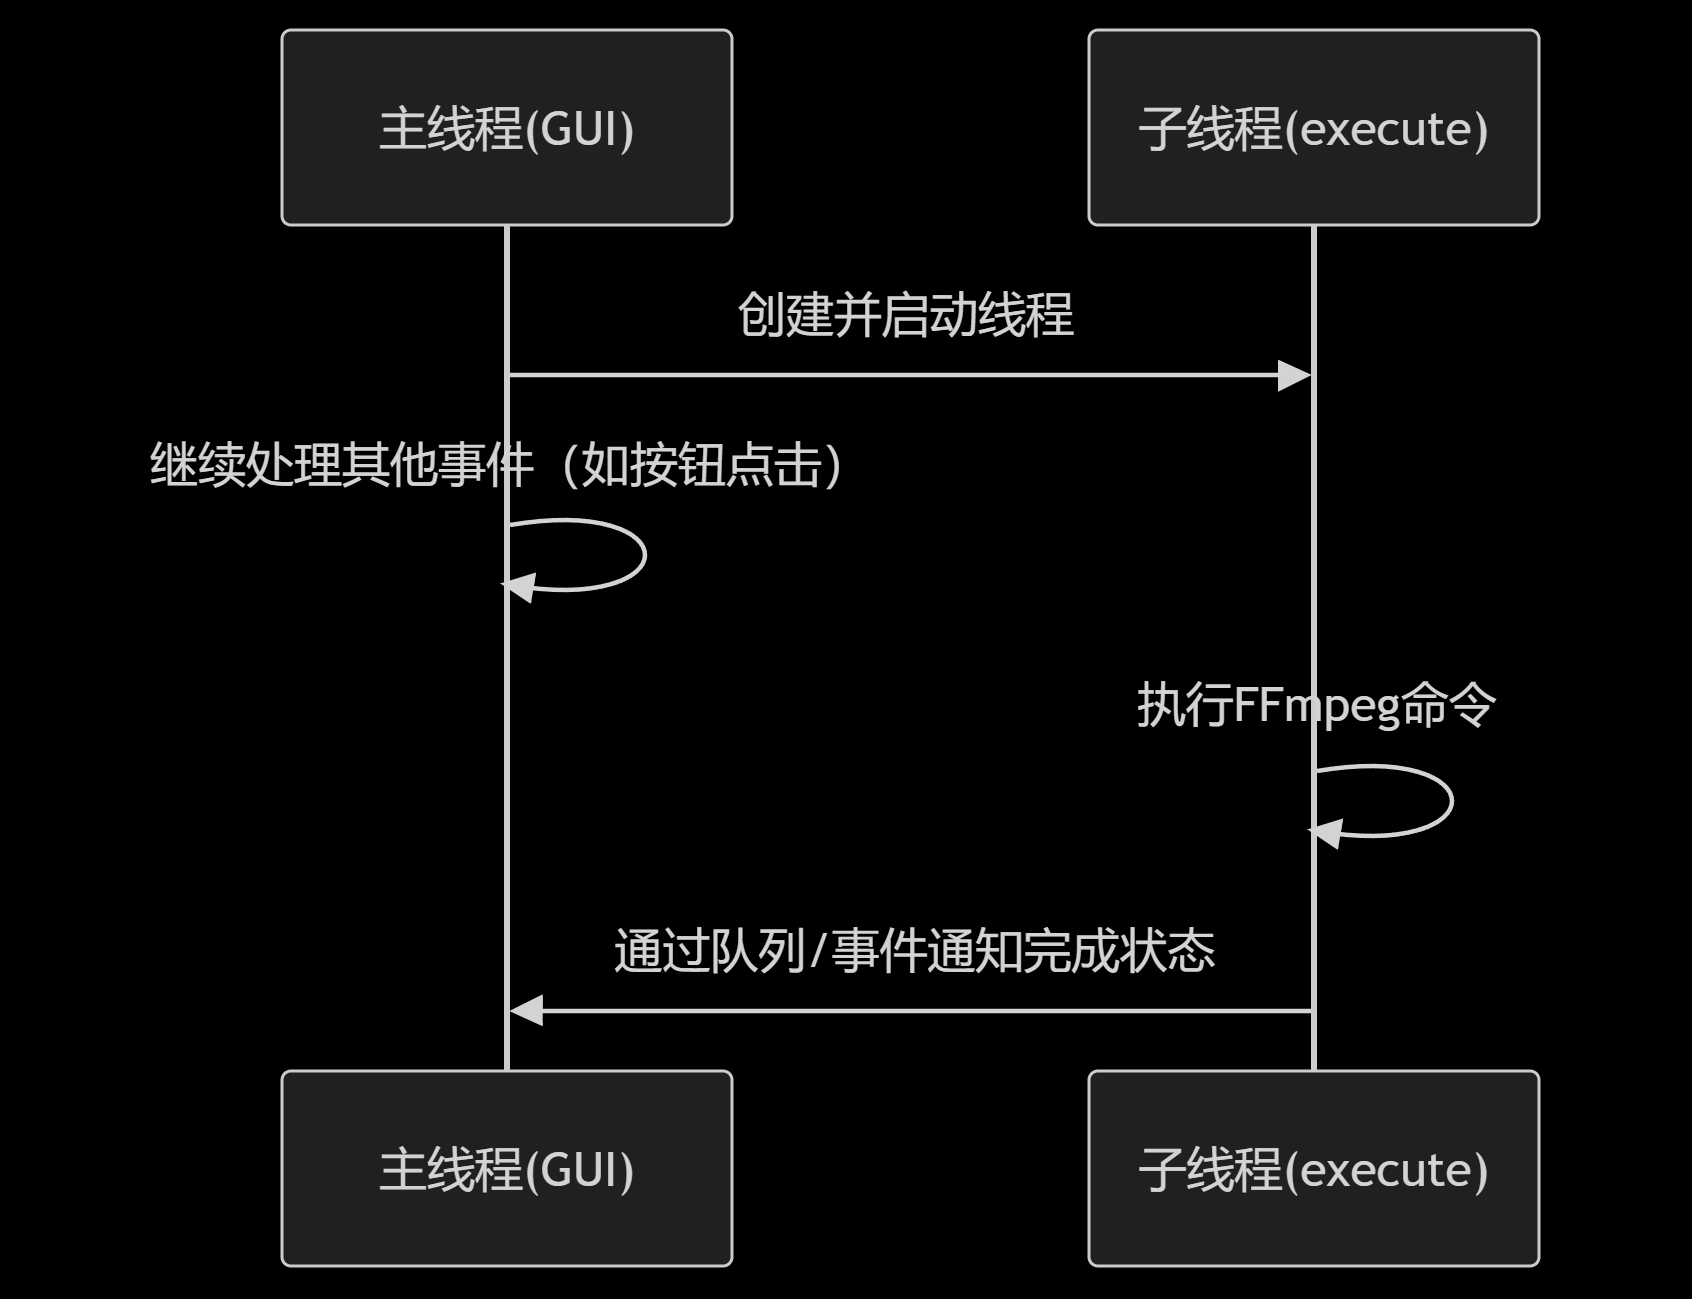 主线程(GUI)
子线程(execute)
创建并启动线程
继续处理其他事件（如按钮点击）
执行FFmpeg命令
通过队列/事件通知完成状态
主线程(GUI)
子线程(execute)